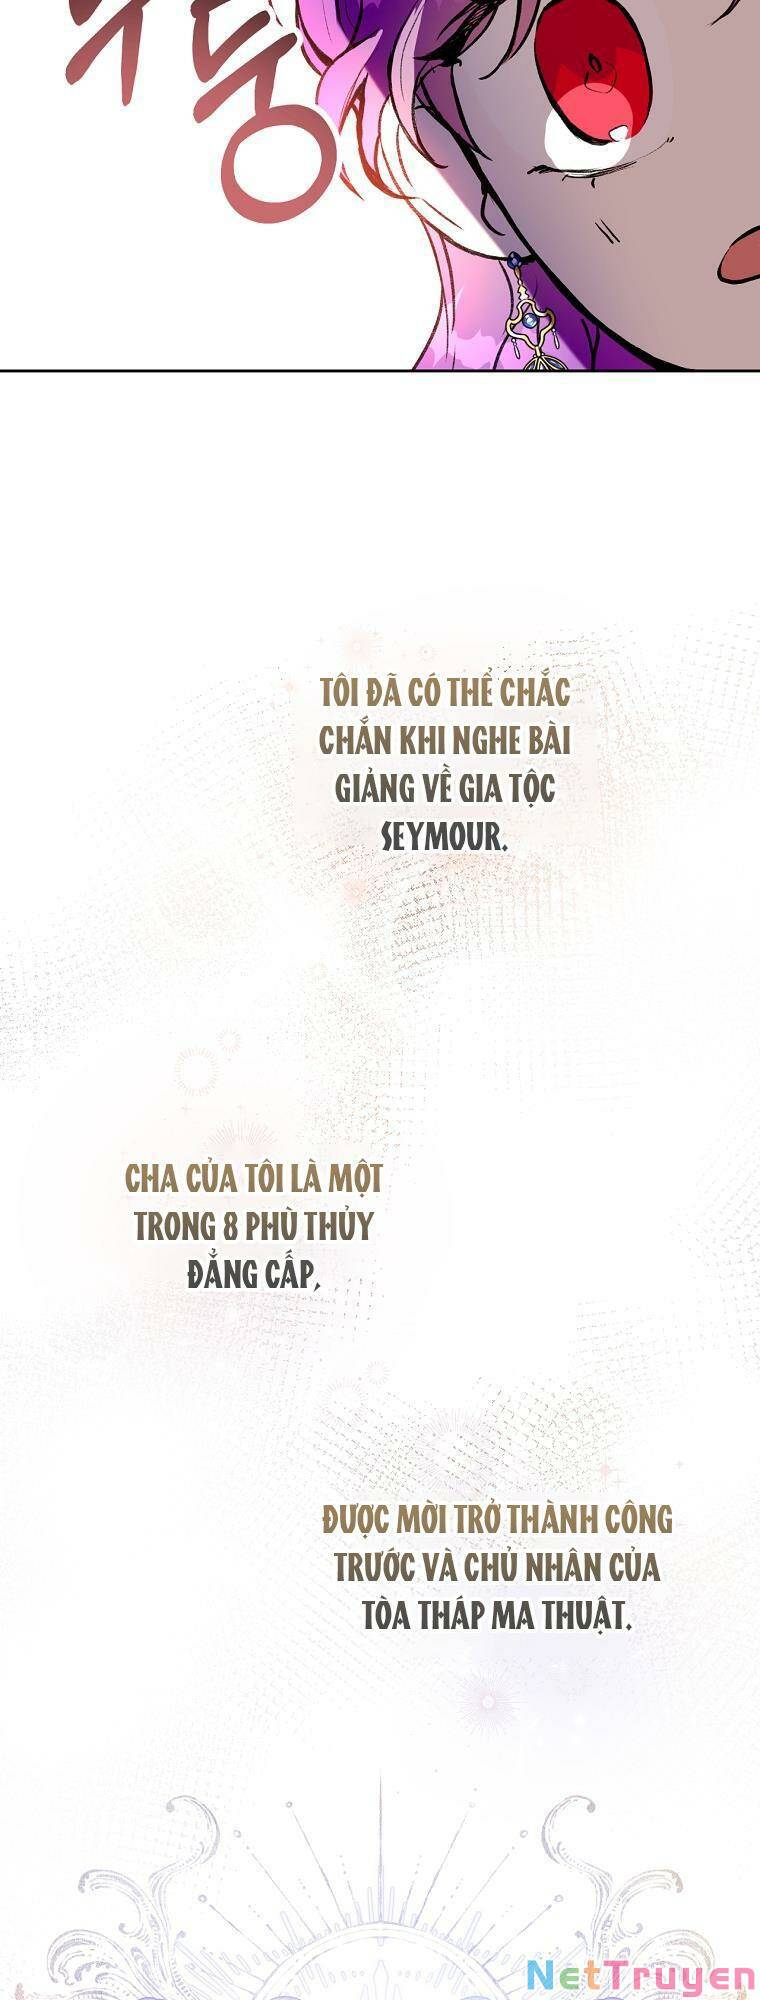 TÔI ĐÃ CÓ THỂ CHẮC
CHẮN KHI NGHE BÀI
GIẢNG VỀ GIA TỘC
SEYMOUR.
CHA CỦA TÔI LÀ MỘT
TRONG 8 PHÙ THỦY
ĐẲNG CẤP,
ĐƯỢC MỜI TRỞ THÀNH CÔNG
TRƯỚC VÀ CHỦ NHÂN CỦA
TÒA THÁP MA THUẬT.
NetTruyen